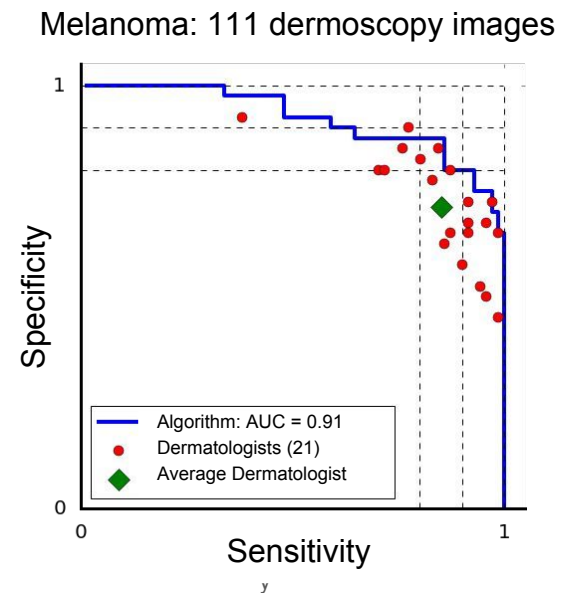 Melanoma: 111 dermoscopy images
1
Specificity
Algorithm: AUC = 0.91
Dermatologists (21)
Average Dermatologist
0
0
1
Sensitivity
y